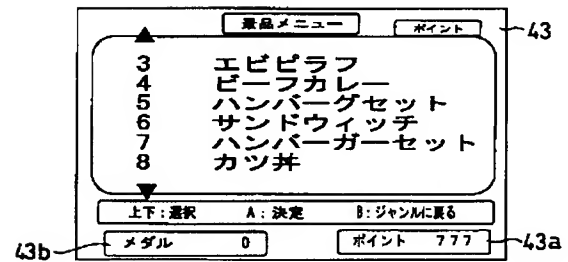 景品メニュー
ポイント
43
▲
3 エビピラフ
4 ビーフカレー
5 ハンバーグセット
6 サンドウィッチ
7 ハンバーガーセット
8 カツ丼
▼
上下：選択 A：決定 B：ジャンルに戻る
43b メダル 0 ポイント 777 43a